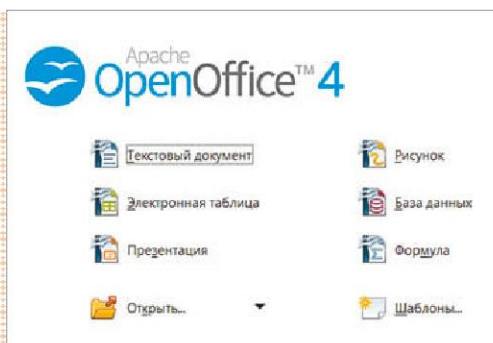 Apache
OpenOffice™ 4
Текстовый документ
Рисунок
Электронная таблица
База данных
Презентация
Формула
Открыть...
Шаблоны...